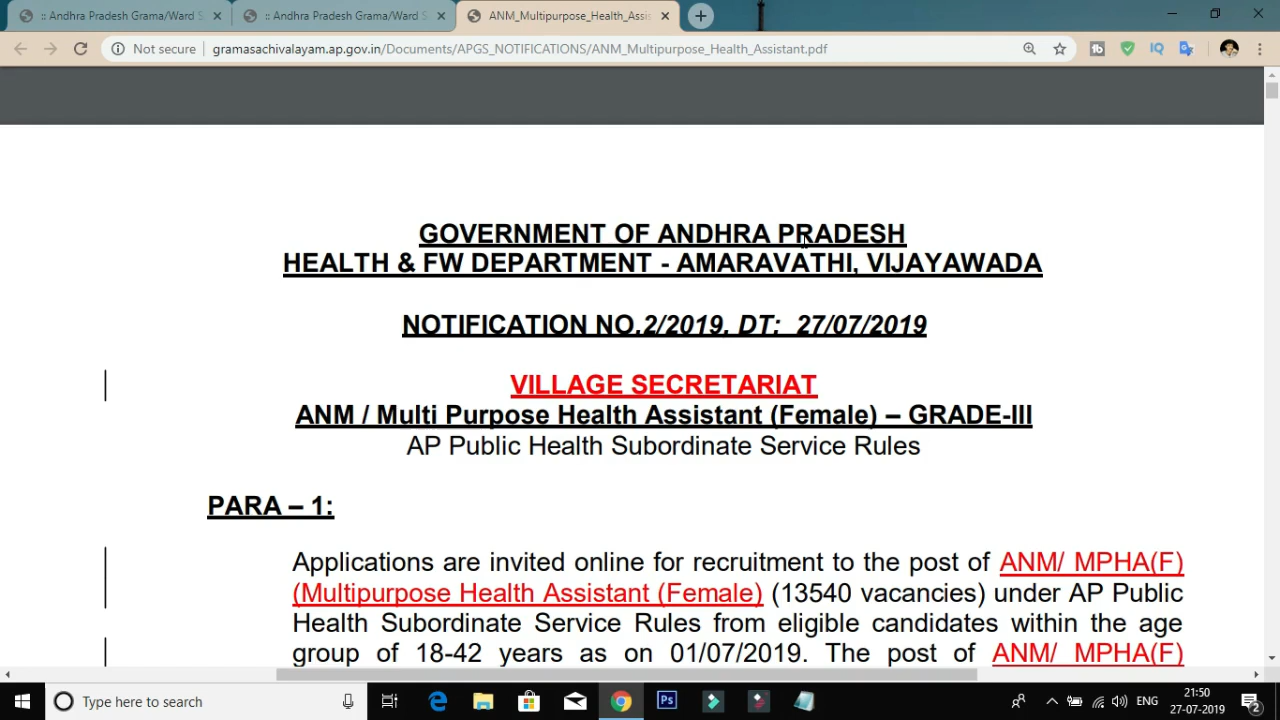 :: Andhra Pradesh Grama/Ward S
:: Andhra Pradesh Grama/Ward S
ANM_Multipurpose_Health_Assis
Not secure
gramasachivalayam.ap.gov.in/Documents/APGS_NOTIFICATIONS/ANM_Multipurpose_Health_Assistant.pdf
GOVERNMENT OF ANDHRA PRADESH
HEALTH & FW DEPARTMENT - AMARAVATHI, VIJAYAWADA
NOTIFICATION NO.2/2019, DT: 27/07/2019
VILLAGE SECRETARIAT
ANM / Multi Purpose Health Assistant (Female) – GRADE-III
AP Public Health Subordinate Service Rules
PARA – 1:
Applications are invited online for recruitment to the post of ANM/ MPHA(F)
(Multipurpose Health Assistant (Female) (13540 vacancies) under AP Public
Health Subordinate Service Rules from eligible candidates within the age
group of 18-42 years as on 01/07/2019. The post of ANM/ MPHA(F)
Type here to search
Ps
ENG
21:50
27-07-2019
2